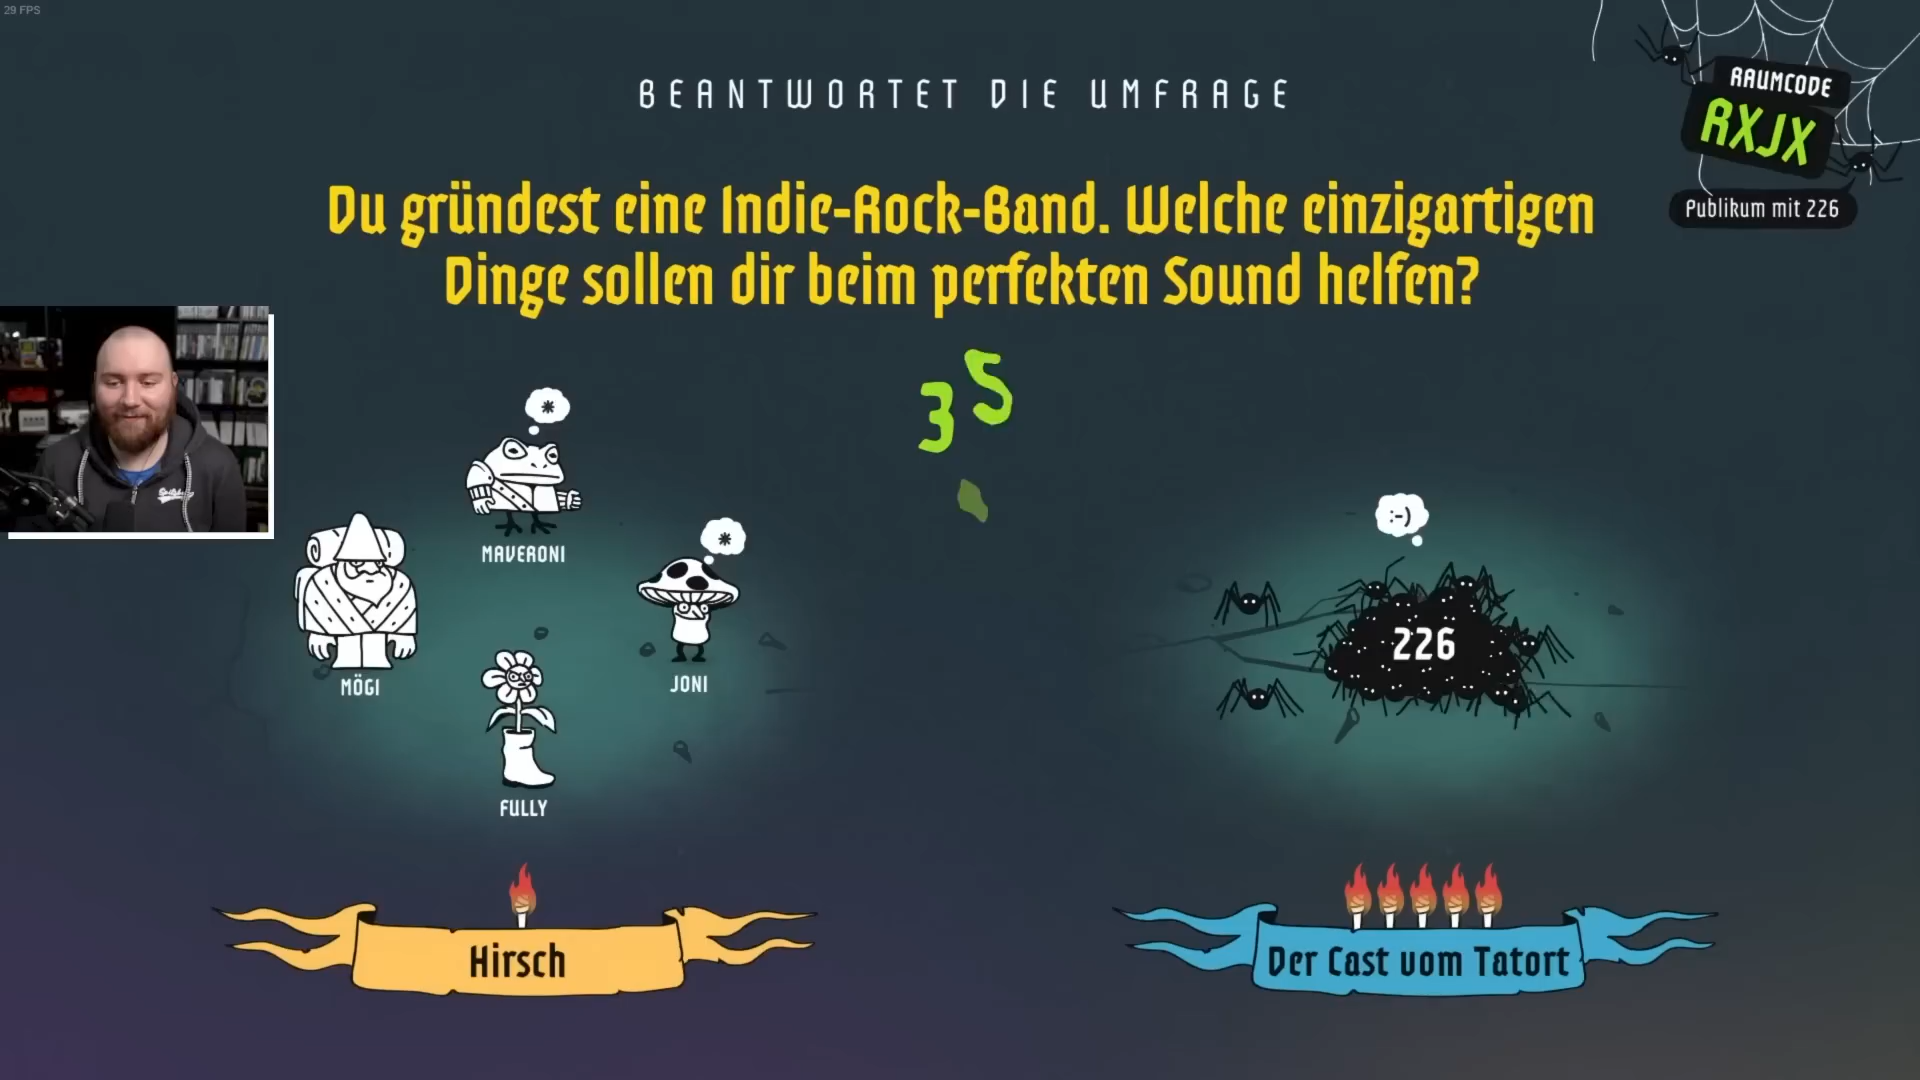 29 FPS
BEANTWORTET DIE UMFRAGE
RAUMCODE
RXJX
Publikum mit 226
Du gründest eine Indie-Rock-Band. Welche einzigartigen
Dinge sollen dir beim perfekten Sound helfen?
35
*
MAVERONI
*
JONI
MÖGI
FULLY
:-)
226
Hirsch
Der Cast vom Tatort